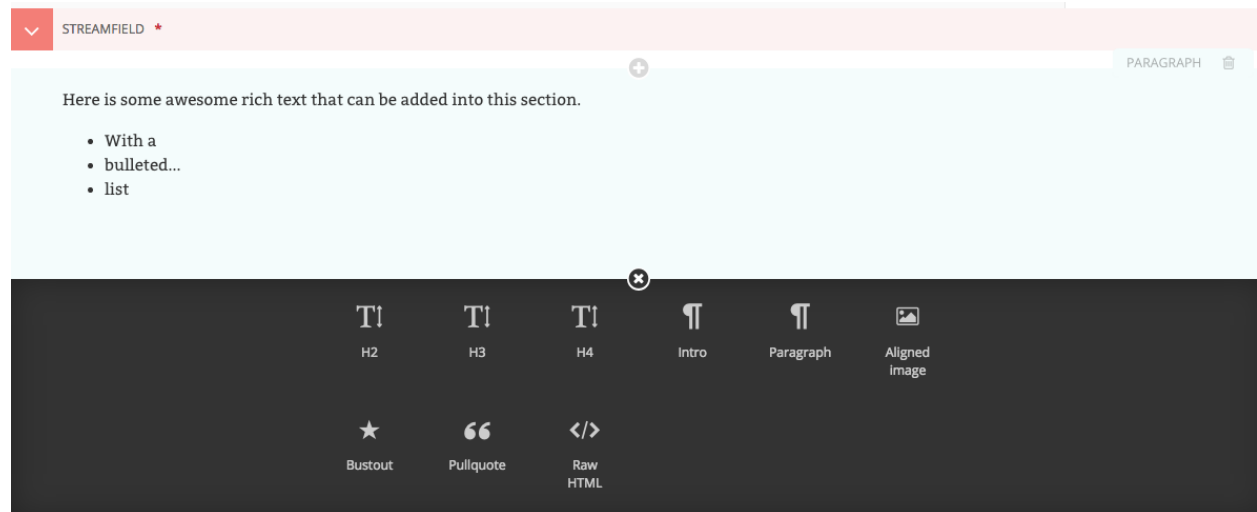 STREAMFIELD *
PARAGRAPH
Here is some awesome rich text that can be added into this section.
• With a
• bulleted...
• list
H2 H3 H4 Intro Paragraph Aligned
image
Bustout Pullquote Raw
HTML